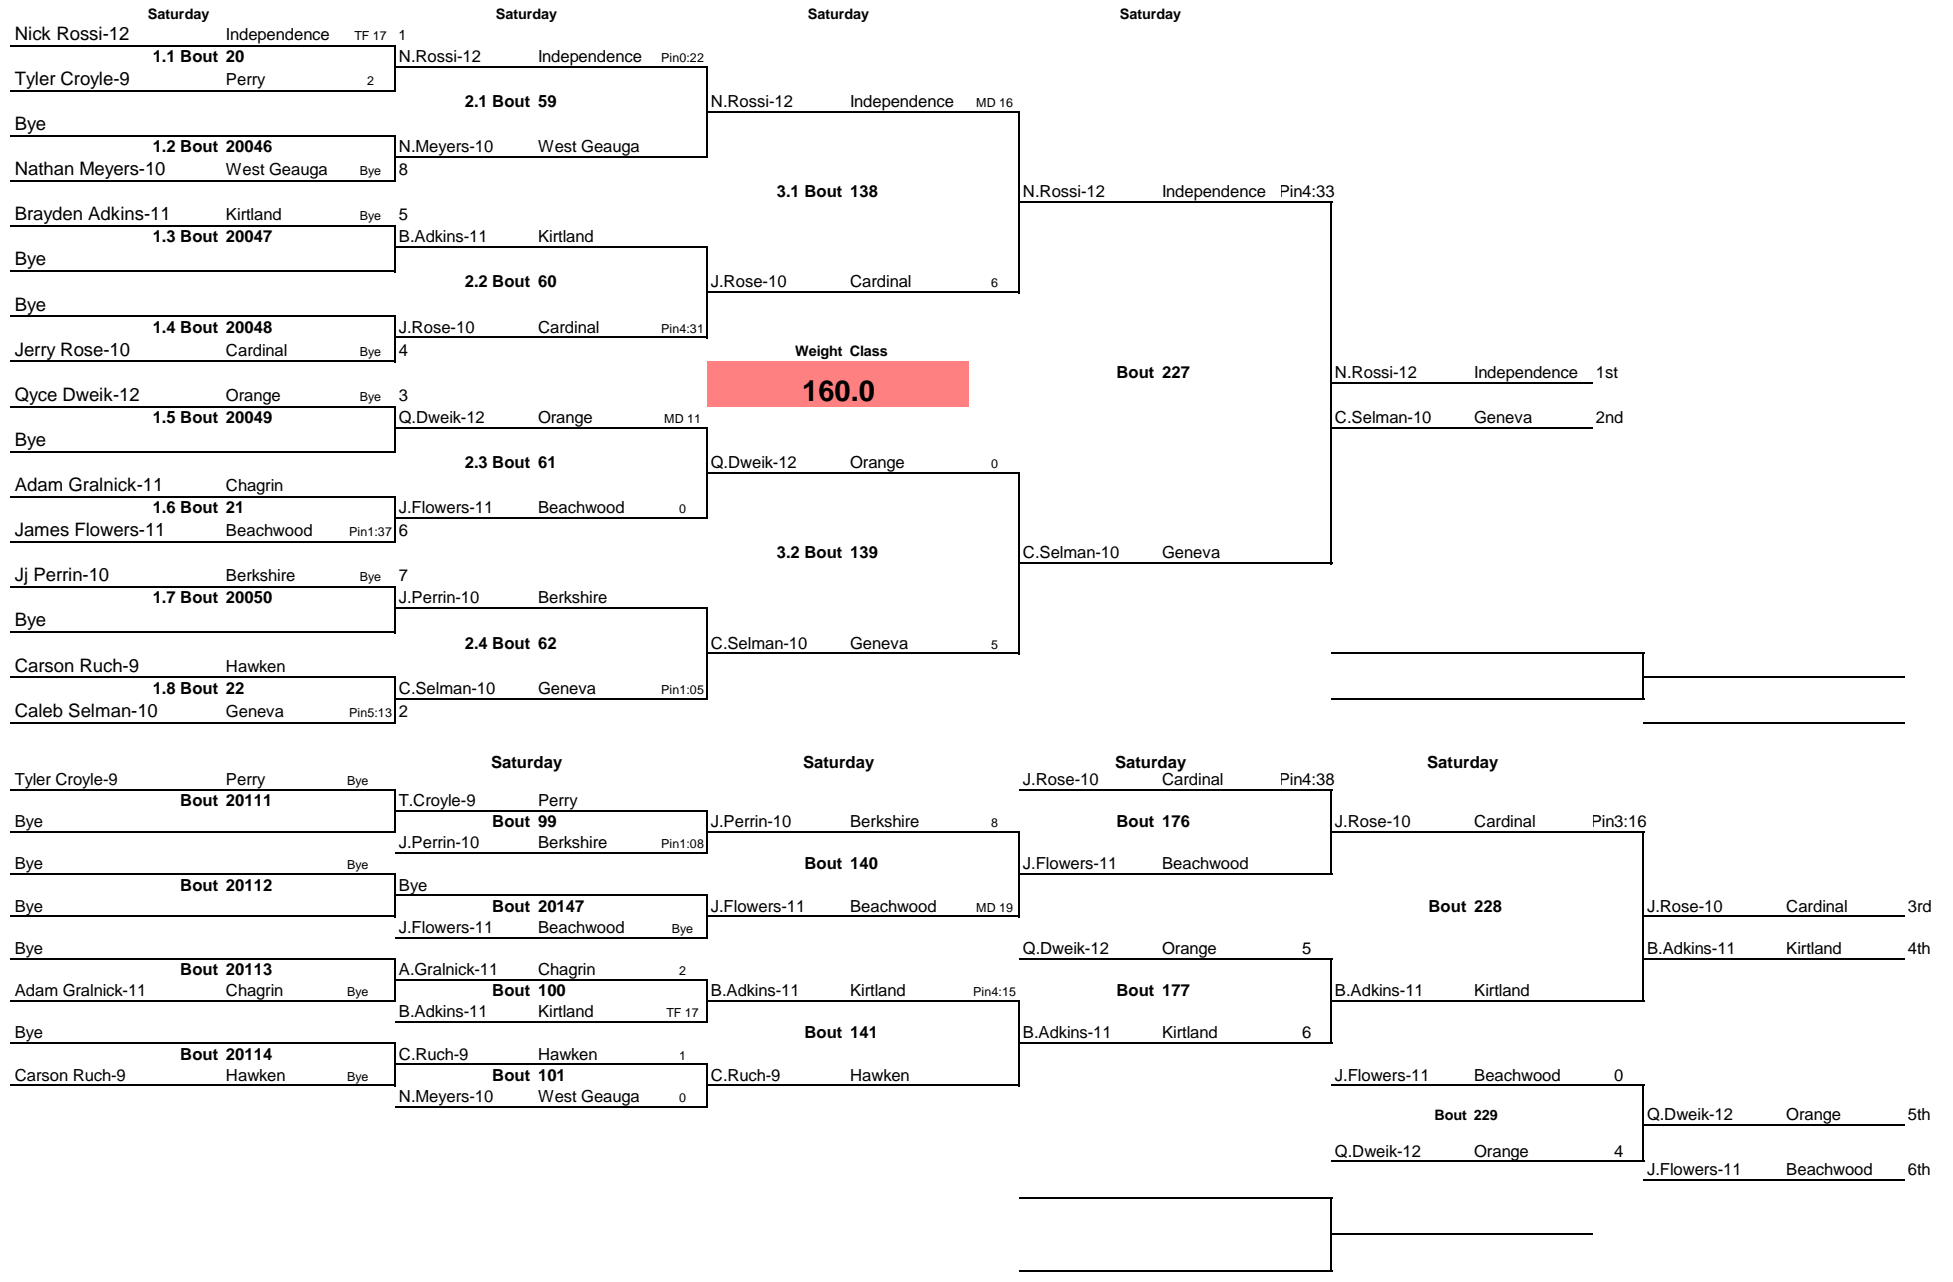 Saturday Saturday Saturday Saturday
Nick Rossi-12 Independence TF 17 1
1.1 Bout 20 N.Rossi-12 Independence Pin0:22
Tyler Croyle-9 Perry 2
2.1 Bout 59 N.Rossi-12 Independence MD 16
Bye
1.2 Bout 20046 N.Meyers-10 West Geauga
Nathan Meyers-10 West Geauga Bye 8
3.1 Bout 138 N.Rossi-12 Independence Pin4:33
Brayden Adkins-11 Kirtland Bye 5
1.3 Bout 20047 B.Adkins-11 Kirtland
Bye
2.2 Bout 60 J.Rose-10 Cardinal 6
Bye
1.4 Bout 20048 J.Rose-10 Cardinal Pin4:31
Jerry Rose-10 Cardinal Bye 4 Weight Class
Bout 227 N.Rossi-12 Independence 1st
Qyce Dweik-12 Orange Bye 3 160.0
1.5 Bout 20049 Q.Dweik-12 Orange MD 11 C.Selman-10 Geneva 2nd
Bye
2.3 Bout 61 Q.Dweik-12 Orange 0
Adam Gralnick-11 Chagrin
1.6 Bout 21 J.Flowers-11 Beachwood 0
James Flowers-11 Beachwood Pin1:37 6
3.2 Bout 139 C.Selman-10 Geneva
Jj Perrin-10 Berkshire Bye 7
1.7 Bout 20050 J.Perrin-10 Berkshire
Bye
2.4 Bout 62 C.Selman-10 Geneva 5
Carson Ruch-9 Hawken
1.8 Bout 22 C.Selman-10 Geneva Pin1:05
Caleb Selman-10 Geneva Pin5:13 2
Saturday Saturday Saturday Saturday
Tyler Croyle-9 Perry Bye J.Rose-10 Cardinal Pin4:38
Bout 20111 T.Croyle-9 Perry
Bye Bout 99 J.Perrin-10 Berkshire 8 Bout 176 J.Rose-10 Cardinal Pin3:16
J.Perrin-10 Berkshire Pin1:08
Bye Bye Bout 140 J.Flowers-11 Beachwood
Bout 20112 Bye
Bye Bout 20147 J.Flowers-11 Beachwood MD 19 Bout 228 J.Rose-10 Cardinal 3rd
J.Flowers-11 Beachwood Bye
Bye Q.Dweik-12 Orange 5 B.Adkins-11 Kirtland 4th
Bout 20113 A.Gralnick-11 Chagrin 2
Adam Gralnick-11 Chagrin Bye Bout 100 B.Adkins-11 Kirtland Pin4:15 Bout 177 B.Adkins-11 Kirtland
B.Adkins-11 Kirtland TF 17
Bye Bout 141 B.Adkins-11 Kirtland 6
Bout 20114 C.Ruch-9 Hawken 1
Carson Ruch-9 Hawken Bye Bout 101 C.Ruch-9 Hawken J.Flowers-11 Beachwood 0
N.Meyers-10 West Geauga 0
Bout 229 Q.Dweik-12 Orange 5th
Q.Dweik-12 Orange 4
J.Flowers-11 Beachwood 6th